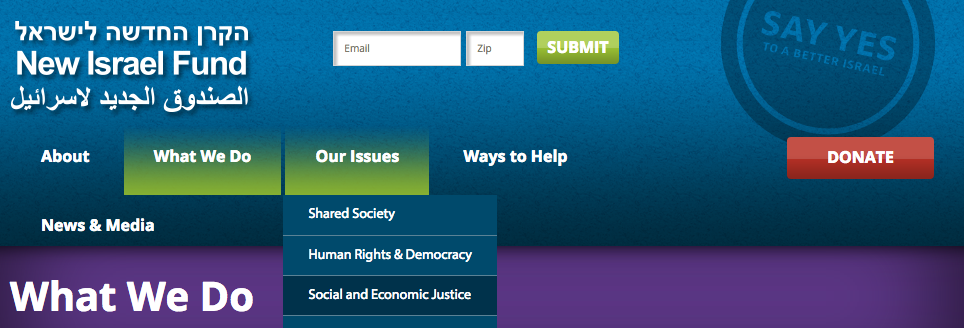 הקרן החדשה לישראל
New Israel Fund
الصندوق الجديد لاسرائيل
Email
Zip
SUBMIT
SAY YES
TO A BETTER ISRAEL
About
What We Do
Our Issues
Ways to Help
DONATE
News & Media
Shared Society
Human Rights & Democracy
Social and Economic Justice
What We Do